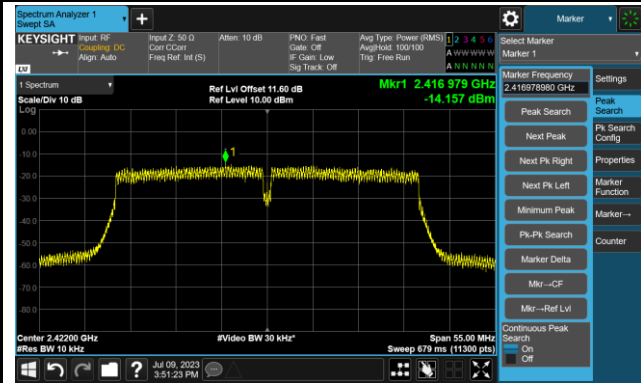 Spectrum Analyzer 1
Swept SA
Marker
KEYSIGHT
Input: RF
Coupling: DC
Align: Auto
Input Z: 50 Ω
Corr CCorr
Freq Ref: Int (S)
Atten: 10 dB
PNO: Fast
Gate: Off
IF Gain: Low
Sig Track: Off
Avg Type: Power (RMS)
Avg|Hold: 100/100
Trig: Free Run
1 2 3 4 5 6
A W W W W W
A N N N N N
LXI
Select Marker
Marker 1
1 Spectrum
Scale/Div 10 dB
Log
Ref Lvl Offset 11.60 dB
Ref Level 10.00 dBm
Mkr1 2.416 979 GHz
-14.157 dBm
0.00
-10.0
-20.0
-30.0
-40.0
-50.0
-60.0
-70.0
-80.0
1
Center 2.42200 GHz
#Res BW 10 kHz
#Video BW 30 kHz*
Span 55.00 MHz
Sweep 679 ms (11300 pts)
Marker Frequency
2.416978980 GHz
Peak Search
Next Peak
Next Pk Right
Next Pk Left
Minimum Peak
Pk-Pk Search
Marker Delta
Mkr→CF
Mkr→Ref Lvl
Continuous Peak
Search
On
Off
Settings
Peak
Search
Pk Search
Config
Properties
Marker
Function
Marker→
Counter
Jul 09, 2023
3:51:23 PM